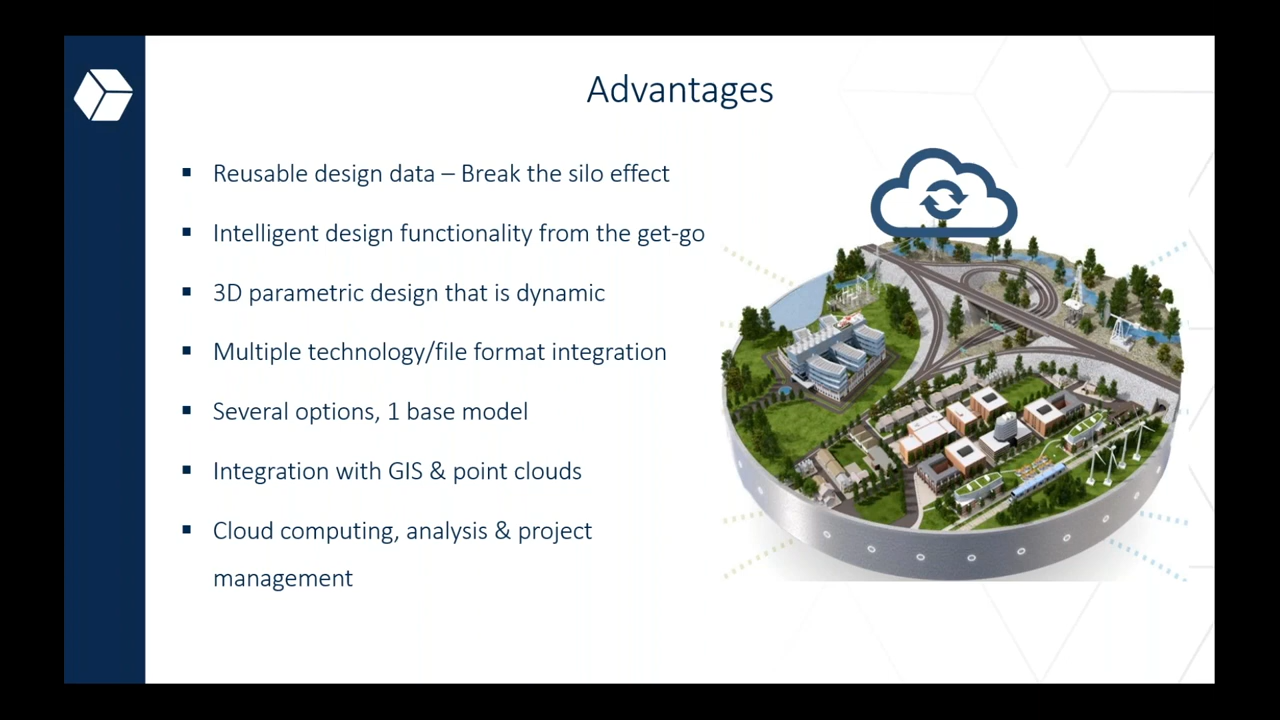 Advantages
▪ Reusable design data – Break the silo effect
▪ Intelligent design functionality from the get-go
▪ 3D parametric design that is dynamic
▪ Multiple technology/file format integration
▪ Several options, 1 base model
▪ Integration with GIS & point clouds
▪ Cloud computing, analysis & project
management